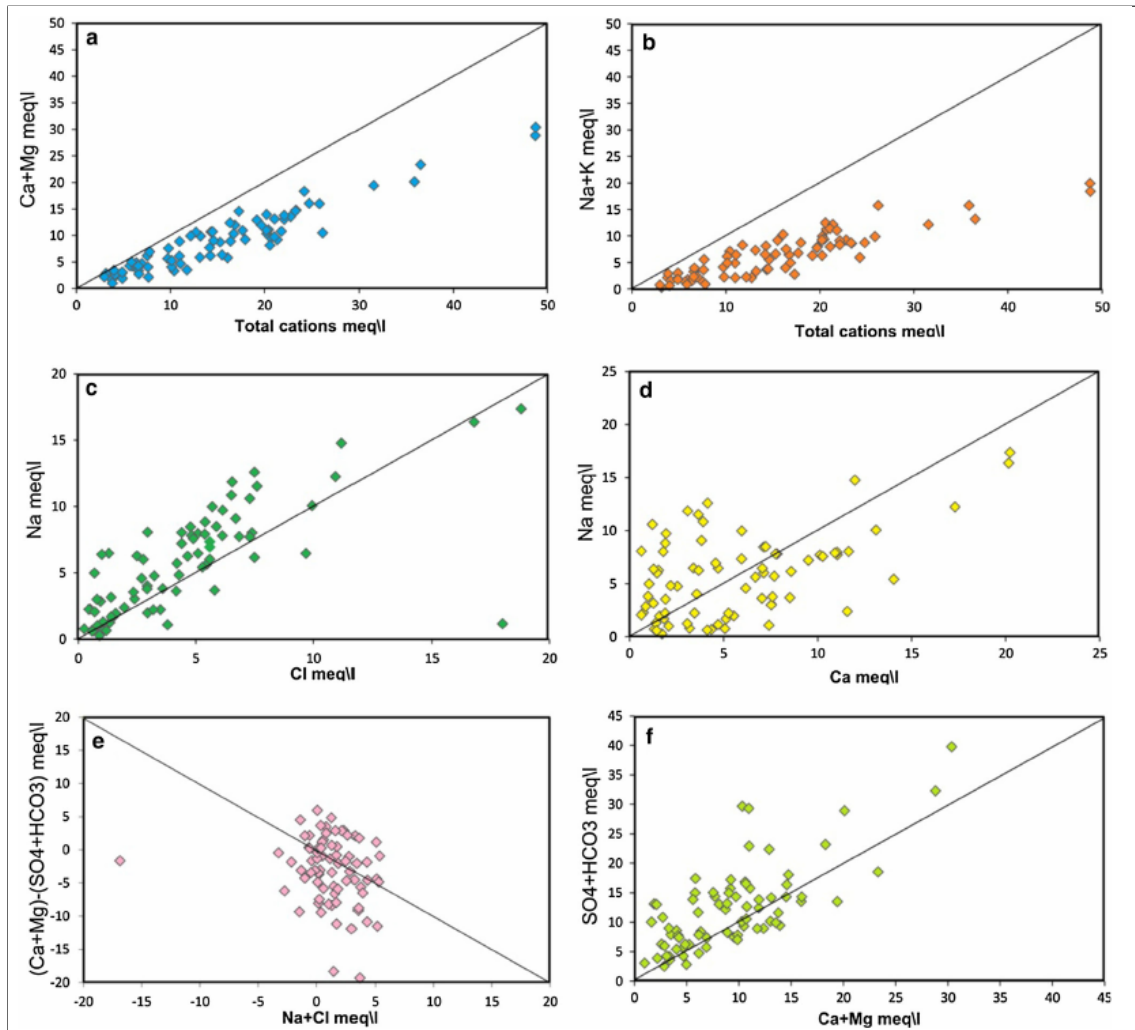 a
50
45
40
35
30
25
20
15
10
5
0
Ca+Mg meq\l
0 10 20 30 40 50
Total cations meq\l
b
50
45
40
35
30
25
20
15
10
5
0
Na+K meq\l
0 10 20 30 40 50
Total cations meq\l
c
20
15
10
5
0
Na meq\l
0 5 10 15 20
Cl meq\l
d
25
20
15
10
5
0
Na meq\l
0 5 10 15 20 25
Ca meq\l
e
20
15
10
5
0
-5
-10
-15
-20
(Ca+Mg)-(SO4+HCO3) meq\l
-20 -15 -10 -5 0 5 10 15 20
Na+Cl meq\l
f
45
40
35
30
25
20
15
10
5
0
SO4+HCO3 meq\l
0 5 10 15 20 25 30 35 40 45
Ca+Mg meq\l